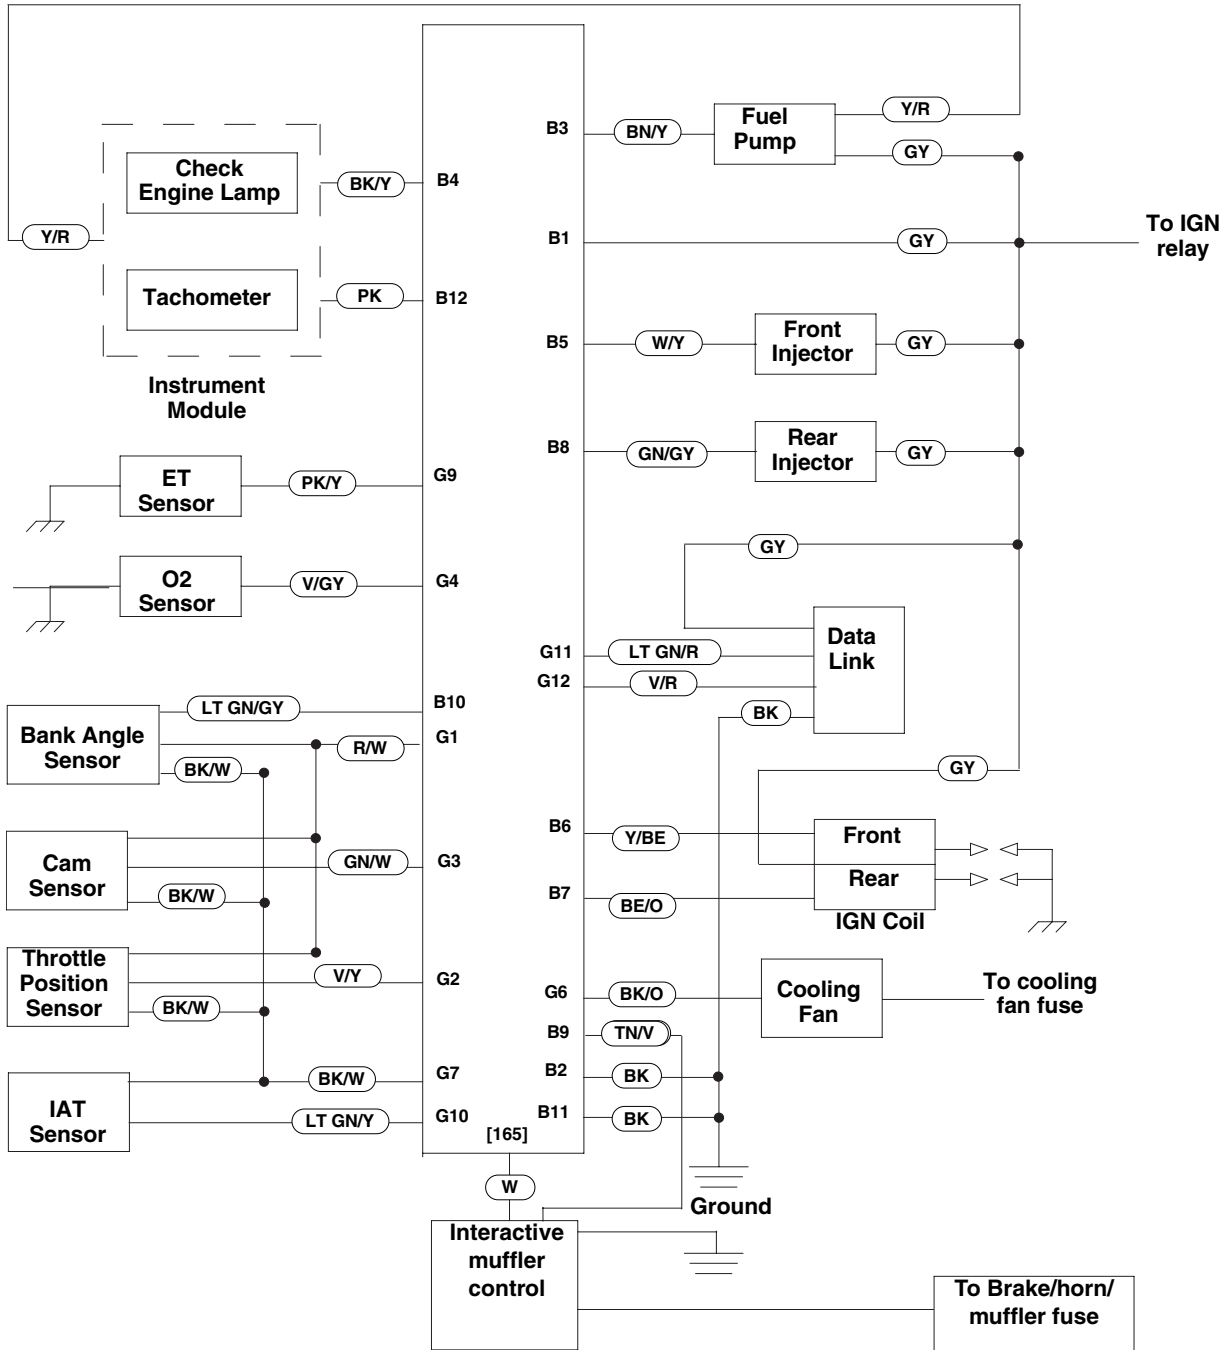 Y/R
B3
BN/Y
Fuel
Pump
GY
Check
Engine Lamp
BK/Y
B4
Y/R
B1
GY
To IGN
relay
Tachometer
PK
B12
B5
W/Y
Front
Injector
GY
Instrument
Module
B8
GN/GY
Rear
Injector
GY
ET
Sensor
PK/Y
G9
GY
O2
Sensor
V/GY
G4
Data
Link
G11
LT GN/R
G12
V/R
BK
LT GN/GY
B10
Bank Angle
Sensor
R/W
G1
BK/W
GY
B6
Y/BE
Front
Cam
Sensor
GN/W
G3
BK/W
B7
BE/O
Rear
IGN Coil
Throttle
Position
Sensor
V/Y
G2
BK/W
G6
BK/O
Cooling
Fan
To cooling
fan fuse
B9
TN/V
B2
BK
BK/W
G7
IAT
Sensor
LT GN/Y
G10
B11
BK
[165]
W
Ground
Interactive
muffler
control
To Brake/horn/
muffler fuse